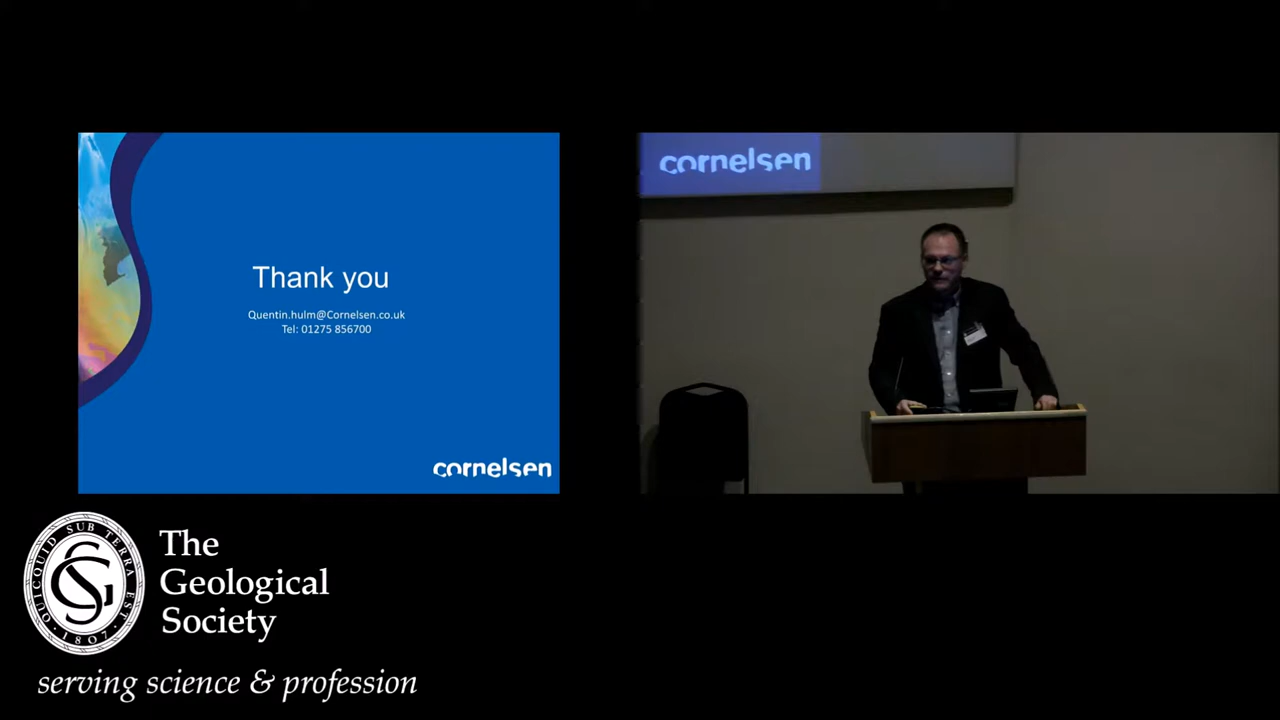 Thank you
Quentin.hulm@Cornelsen.co.uk
Tel: 01275 856700
cornelsen
cornelsen
QUICQUID SUB TERRA EST
1807
The
Geological
Society
serving science & profession